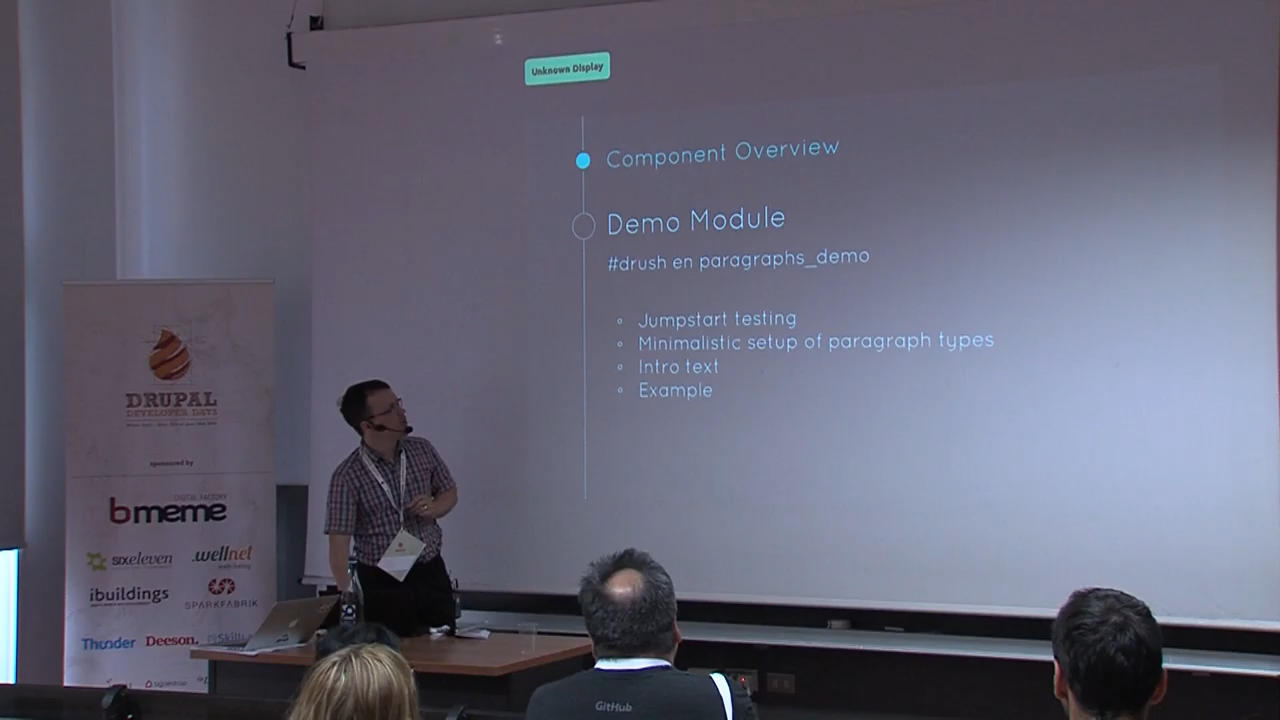 Unknown Display
Component Overview
Demo Module
#drush en paragraphs_demo
Jumpstart testing
Minimalistic setup of paragraph types
Intro text
Example
DRUPAL
DEVELOPER DAYS
sponsored by
DIGITAL FACTORY
bmeme
sixeleven
.wellnet
ibuildings
SPARKFABRIK
Thunder
Deeson.
GitHub